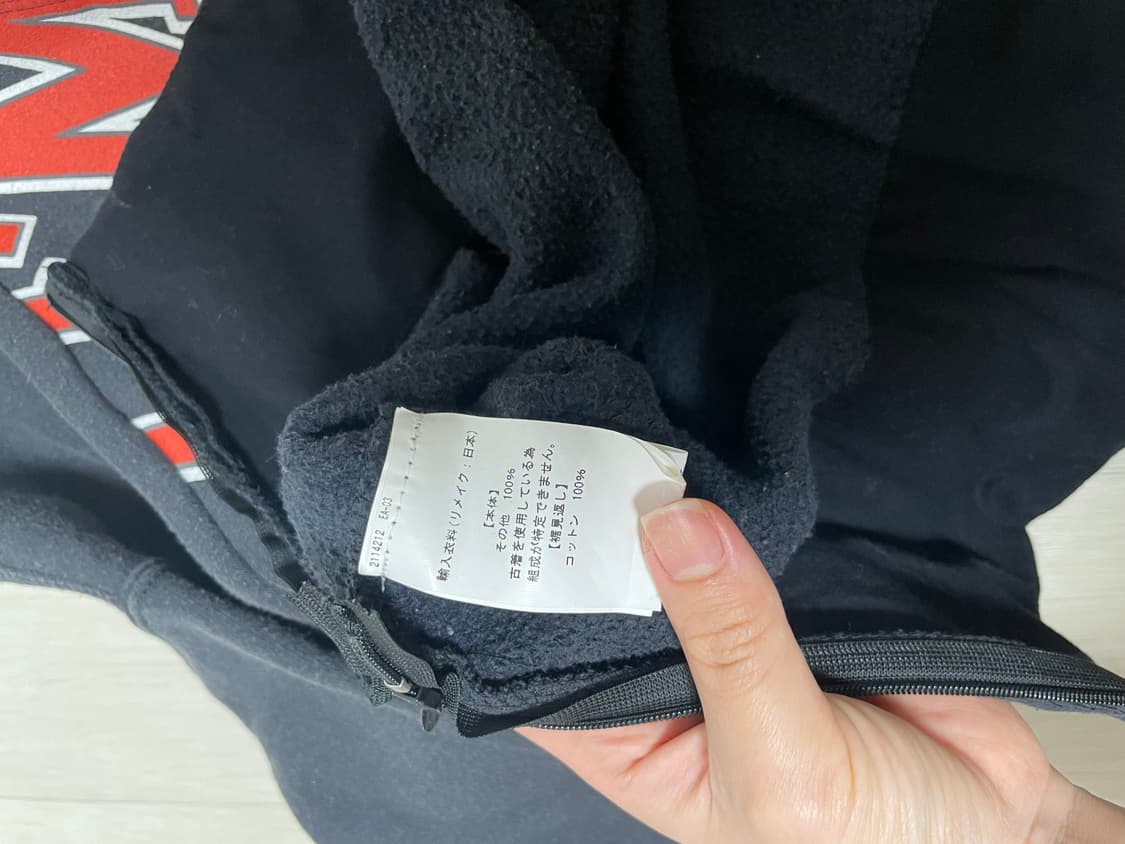 2114212 EA-03
輸入衣料(リメイク:日本)
【本体】
その他 100%
古着を使用している為
組成が特定できません。
【裾見返し】
コットン 100%